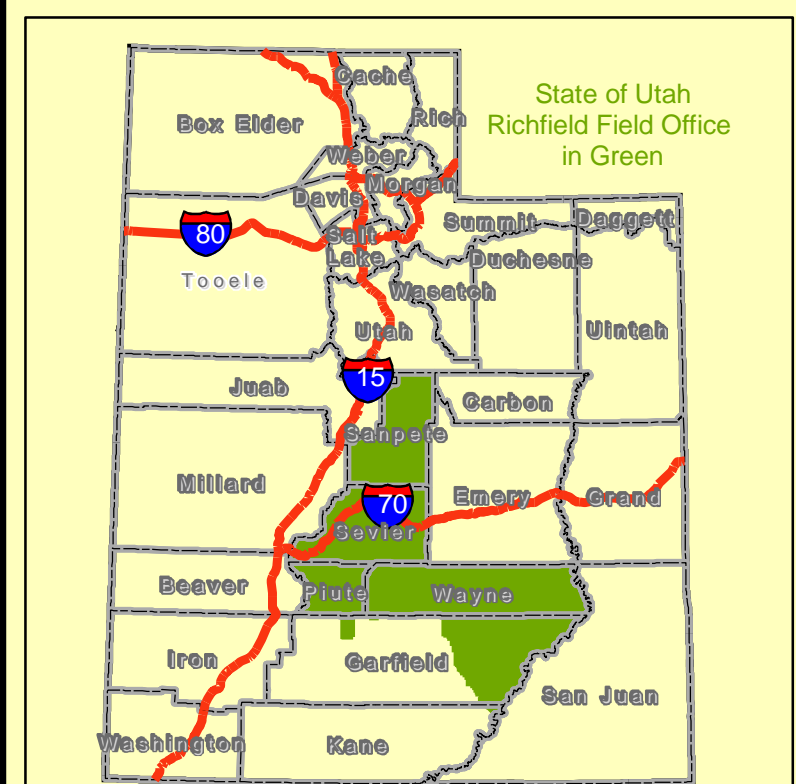 Cache
State of Utah
Richfield Field Office
in Green
Box Elder
Rich
Weber
Morgan
Davis
Summit
Daggett
80
Salt
Lake
Duchesne
Tooele
Wasatch
Utah
Uintah
15
Juab
Carbon
Sanpete
Millard
70
Emery
Grand
Sevier
Beaver
Piute
Wayne
Iron
Garfield
San Juan
Washington
Kane